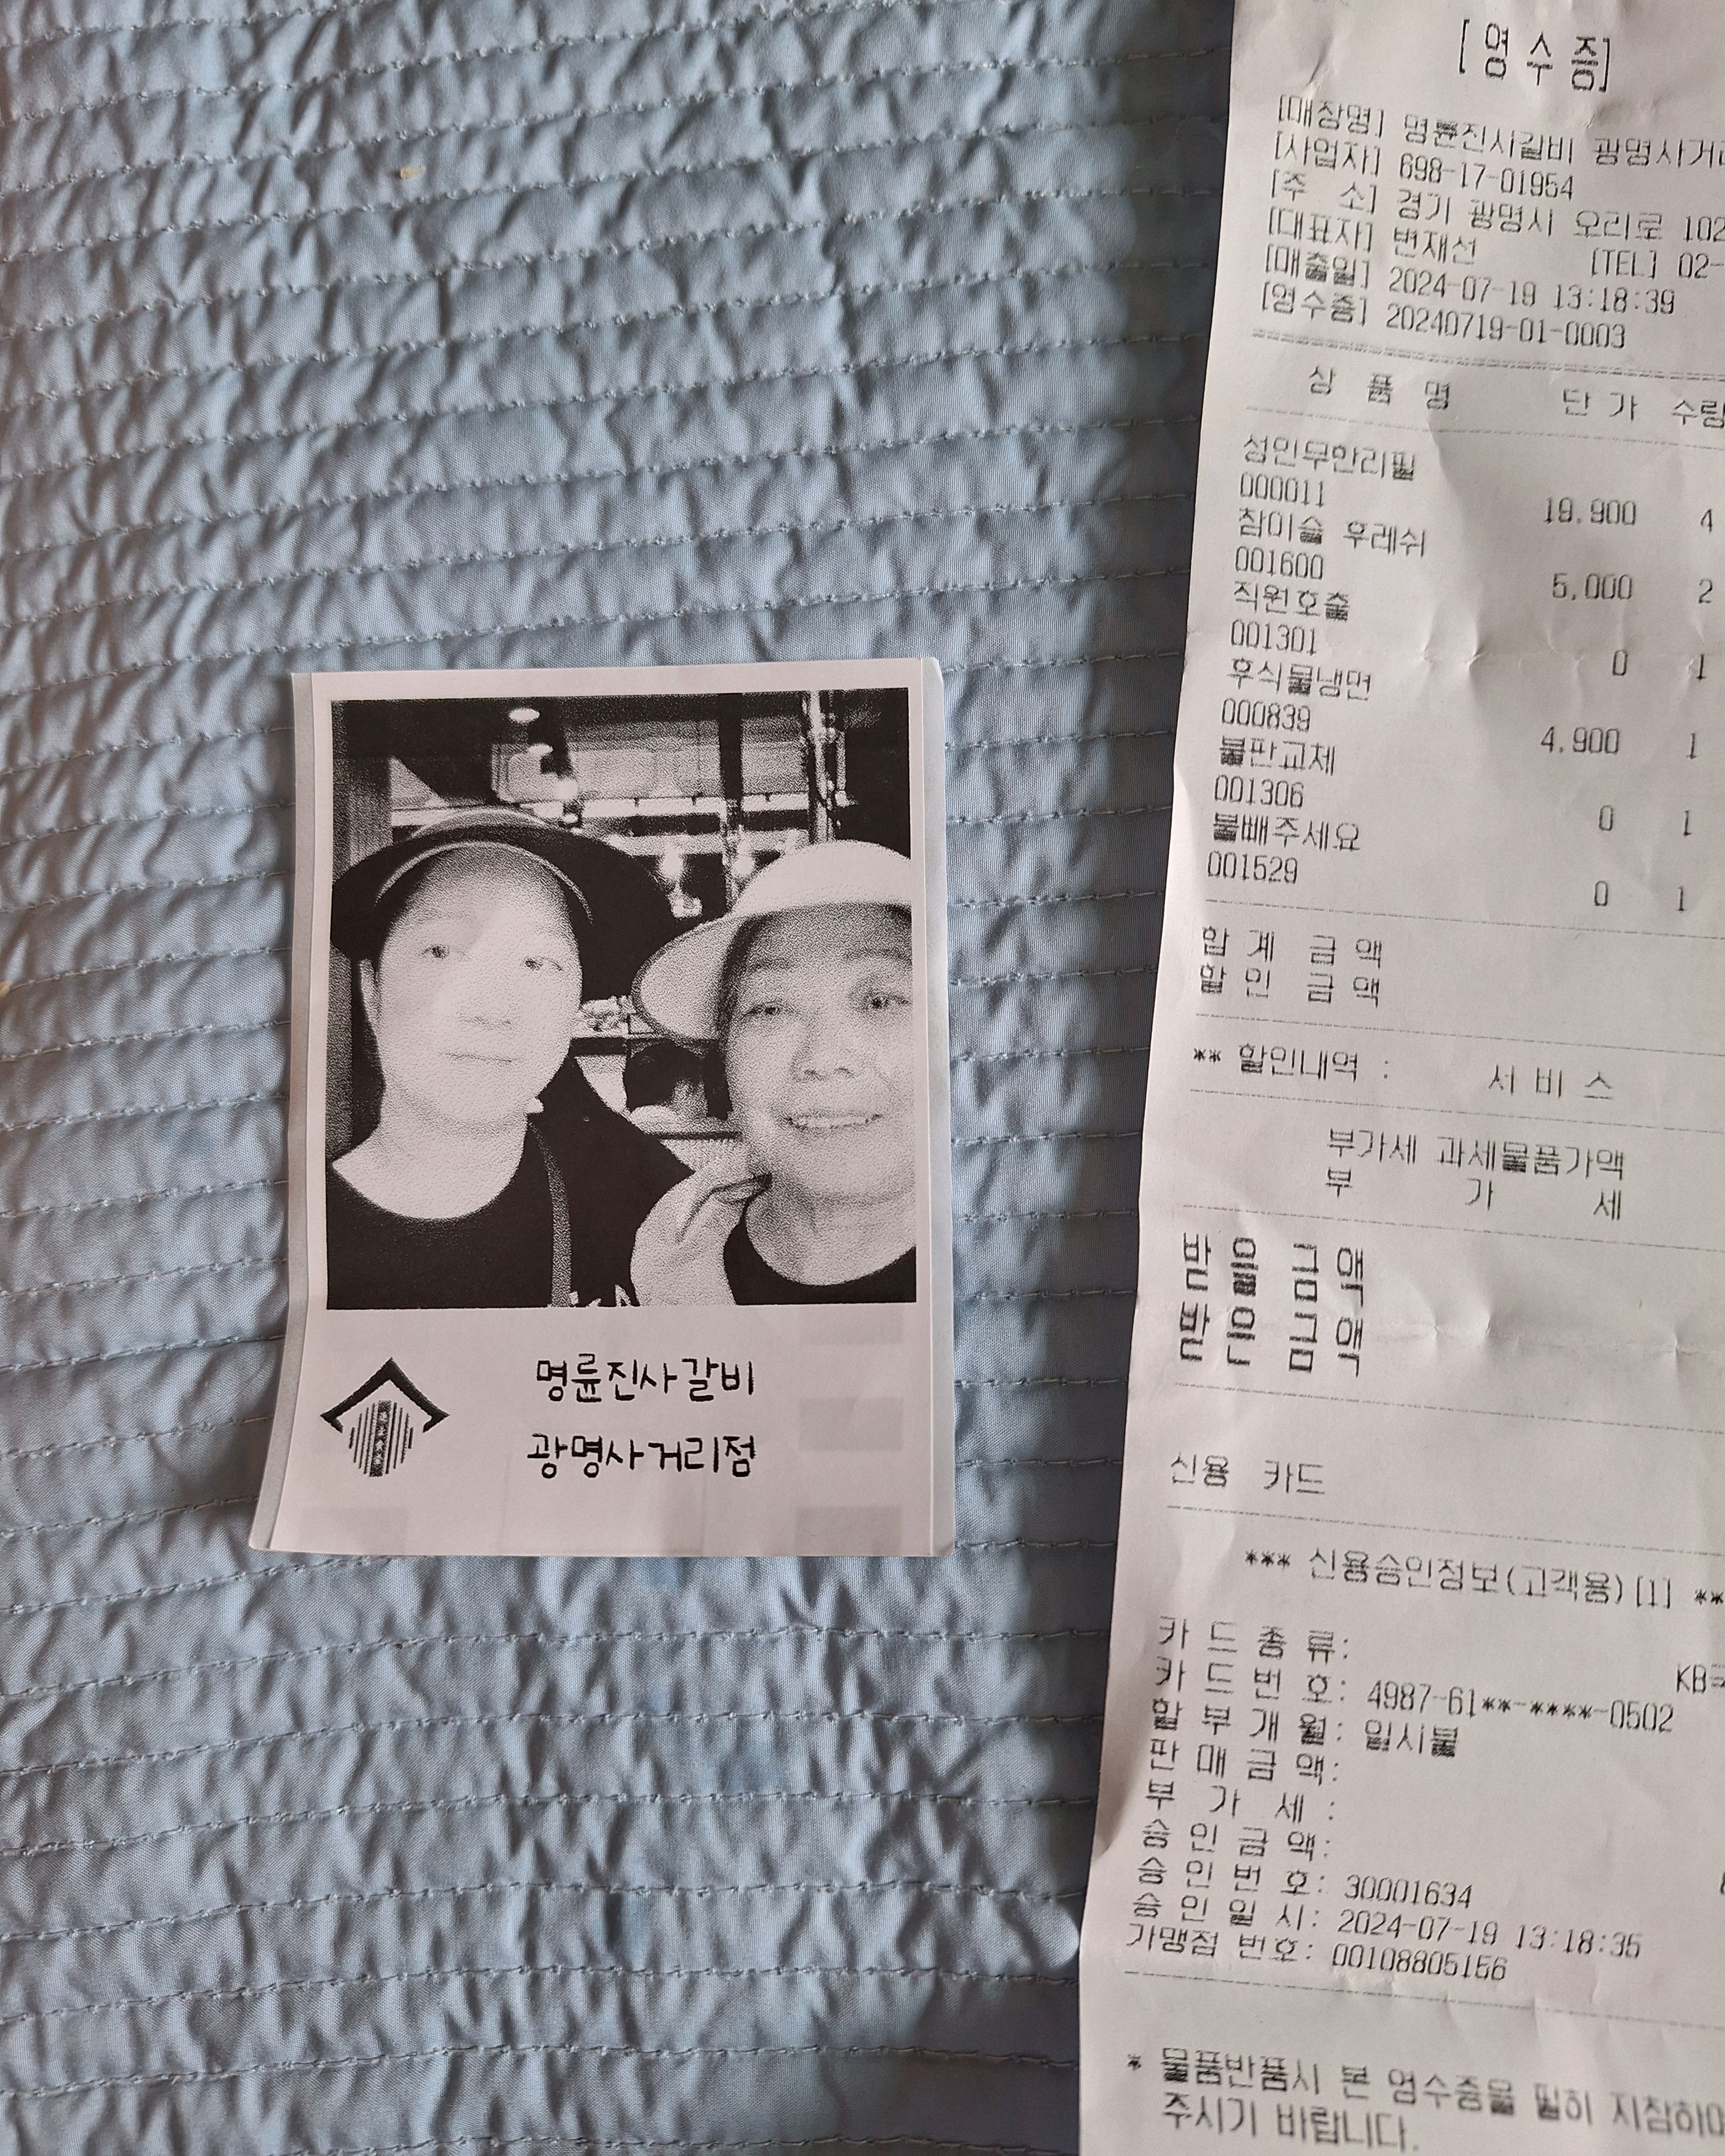 명륜진사갈비
광명사거리점
[영 수 증]
[매장명] 명륜진사갈비 광명사거리
[사업자] 698-17-01954
[주 소] 경기 광명시 오리로 102
[대표자] 변재선 [TEL] 02-
[매출일] 2024-07-19 13:18:39
[영수증] 20240719-01-0003
상 품 명 단 가 수량
성인무한리필
000011 19,900 4
참이슬 후레쉬
001600 5,000 2
직원호출
001301 0 1
후식물냉면
000839 4,900 1
불판교체
001306 0 1
불빼주세요
001529 0 1
합 계 금 액
할 인 금 액
** 할인내역 : 서 비 스
부가세 과세물품가액
부 가 세
받 을 금 액
받 은 금 액
신용 카드
*** 신용승인정보(고객용)[1] **
카 드 종 류: KB
카 드 번 호: 4987-61**-****-0502
할 부 개 월: 일시불
판 매 금 액:
부 가 세 :
승 인 금 액:
승 인 번 호: 30001634
승 인 일 시: 2024-07-19 13:18:35
가맹점 번호: 00108805156
* 물품반품시 본 영수증을 필히 지참하여
주시기 바랍니다.